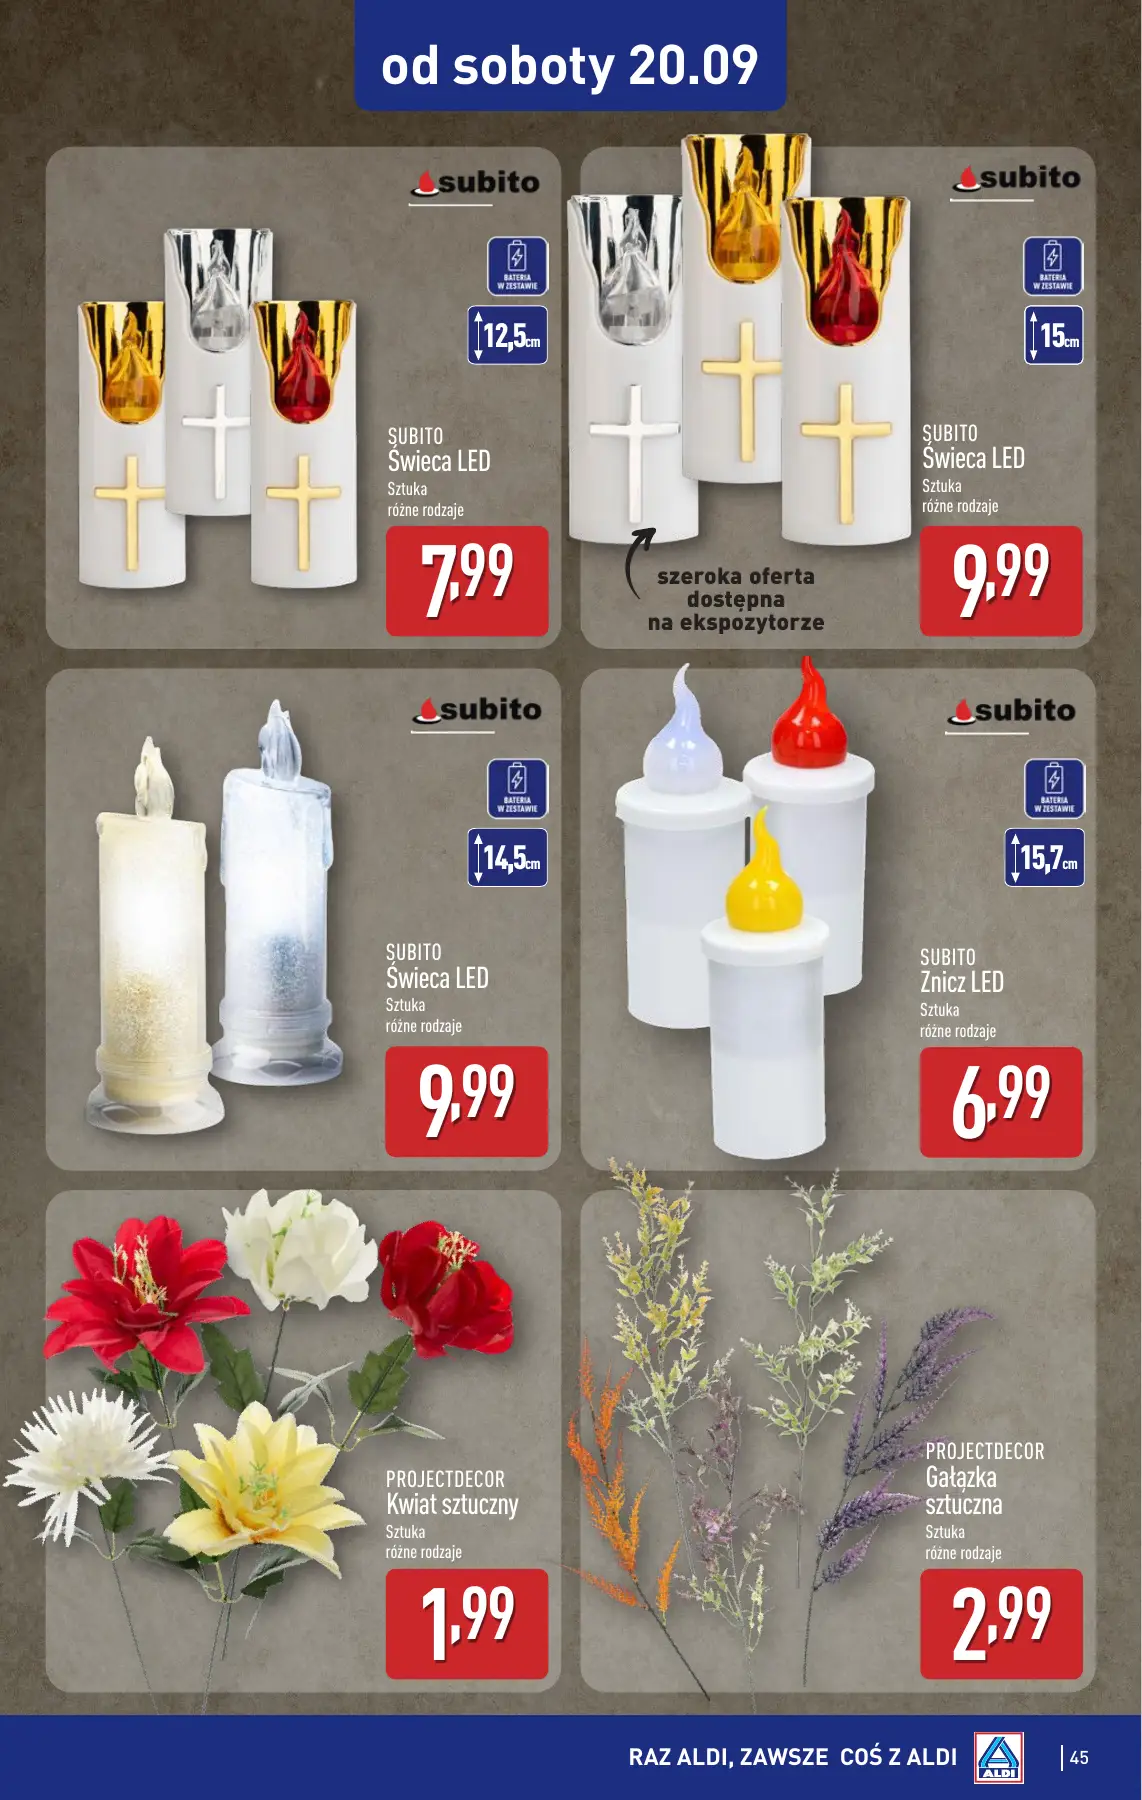 od soboty 20.09
subito
BATERIA
W ZESTAWIE
12,5cm
SUBITO
Świeca LED
Sztuka
różne rodzaje
7,99
subito
BATERIA
W ZESTAWIE
15cm
SUBITO
Świeca LED
Sztuka
różne rodzaje
9,99
szeroka oferta
dostępna
na ekspozytorze
subito
BATERIA
W ZESTAWIE
14,5cm
SUBITO
Świeca LED
Sztuka
różne rodzaje
9,99
subito
BATERIA
W ZESTAWIE
15,7cm
SUBITO
Znicz LED
Sztuka
różne rodzaje
6,99
PROJECTDECOR
Kwiat sztuczny
Sztuka
różne rodzaje
1,99
PROJECTDECOR
Gałązka
sztuczna
Sztuka
różne rodzaje
2,99
RAZ ALDI, ZAWSZE COŚ Z ALDI
ALDI
45